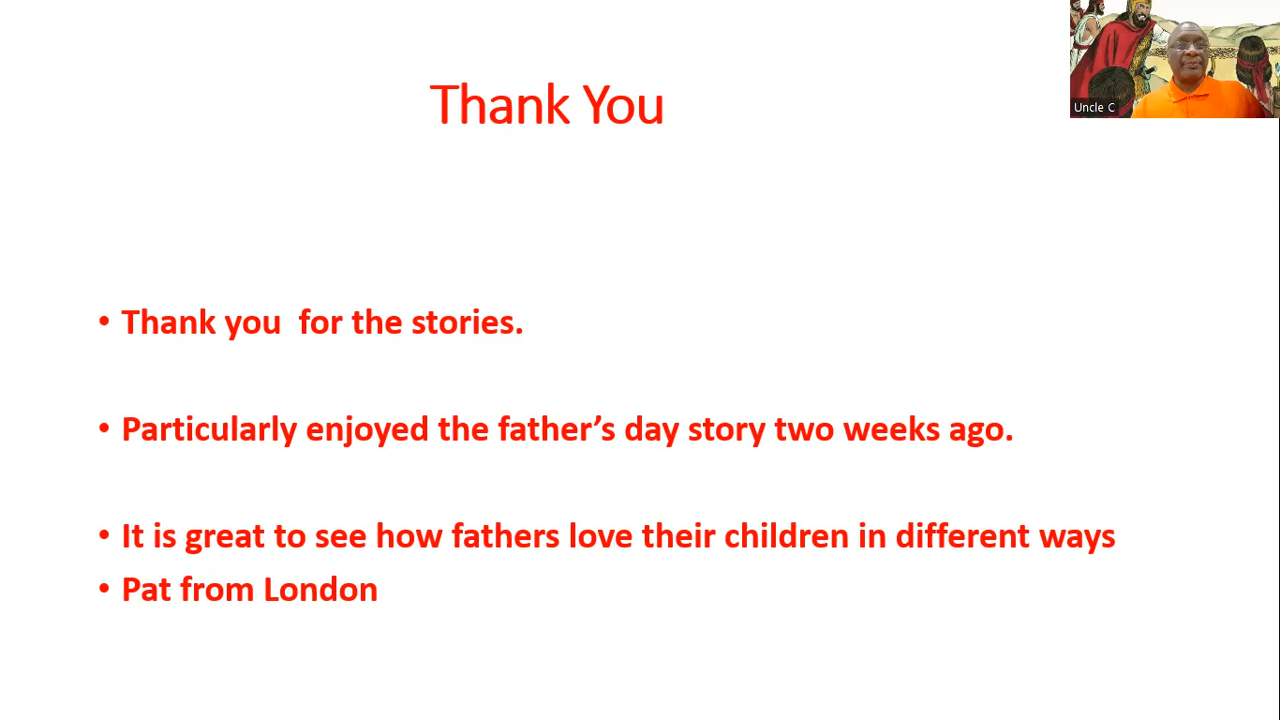 Thank You
Uncle C
• Thank you  for the stories.
• Particularly enjoyed the father’s day story two weeks ago.
• It is great to see how fathers love their children in different ways
• Pat from London